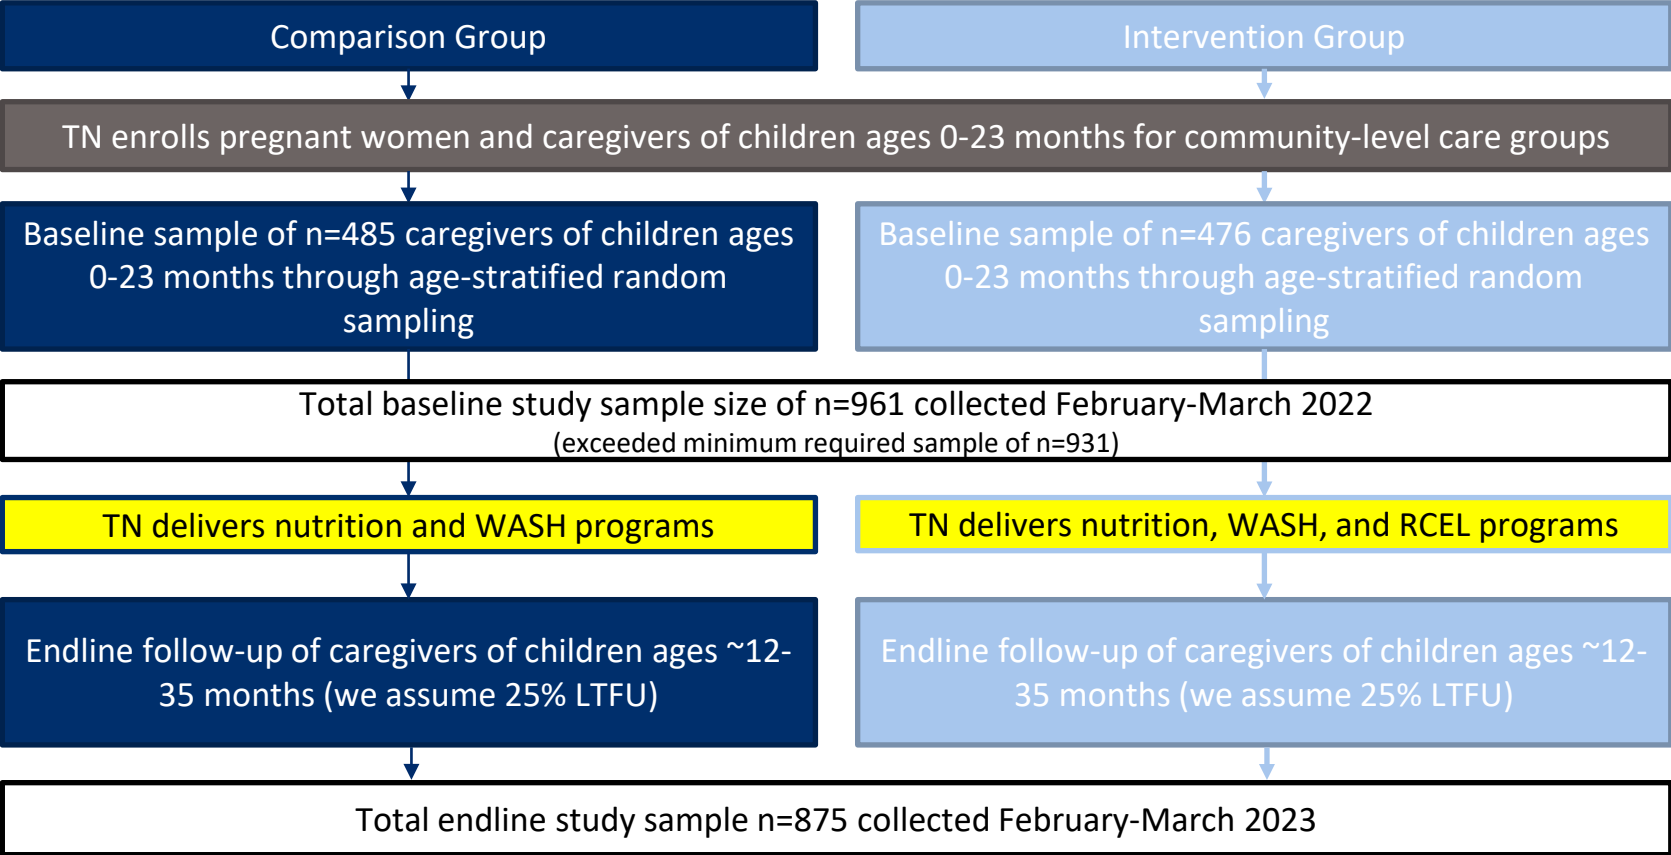 Comparison Group
Intervention Group
TN enrolls pregnant women and caregivers of children ages 0-23 months for community-level care groups
Baseline sample of n=485 caregivers of children ages
0-23 months through age-stratified random
sampling
Baseline sample of n=476 caregivers of children ages
0-23 months through age-stratified random
sampling
Total baseline study sample size of n=961 collected February-March 2022
(exceeded minimum required sample of n=931)
TN delivers nutrition and WASH programs
TN delivers nutrition, WASH, and RCEL programs
Endline follow-up of caregivers of children ages ~12-
35 months (we assume 25% LTFU)
Endline follow-up of caregivers of children ages ~12-
35 months (we assume 25% LTFU)
Total endline study sample n=875 collected February-March 2023